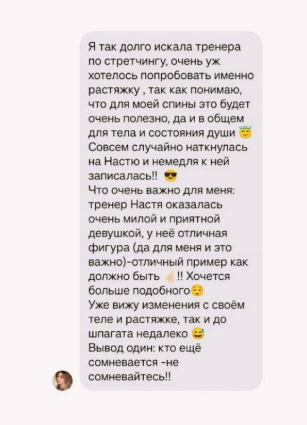 Я так долго искала тренера
по стретчингу, очень уж
хотелось попробовать именно
растяжку , так как понимаю,
что для моей спины это будет
очень полезно, да и в общем
для тела и состояния души 😇
Совсем случайно наткнулась
на Настю и немедля к ней
записалась!! 😎
Что очень важно для меня:
тренер Настя оказалась
очень милой и приятной
девушкой, у неё отличная
фигура (да для меня и это
важно)-отличный пример как
должно быть ☝🏻!! Хочется
больше подобного😌
Уже вижу изменения с своём
теле и растяжке, так и до
шпагата недалеко 😅
Вывод один: кто ещё
сомневается -не
сомневайтесь!!